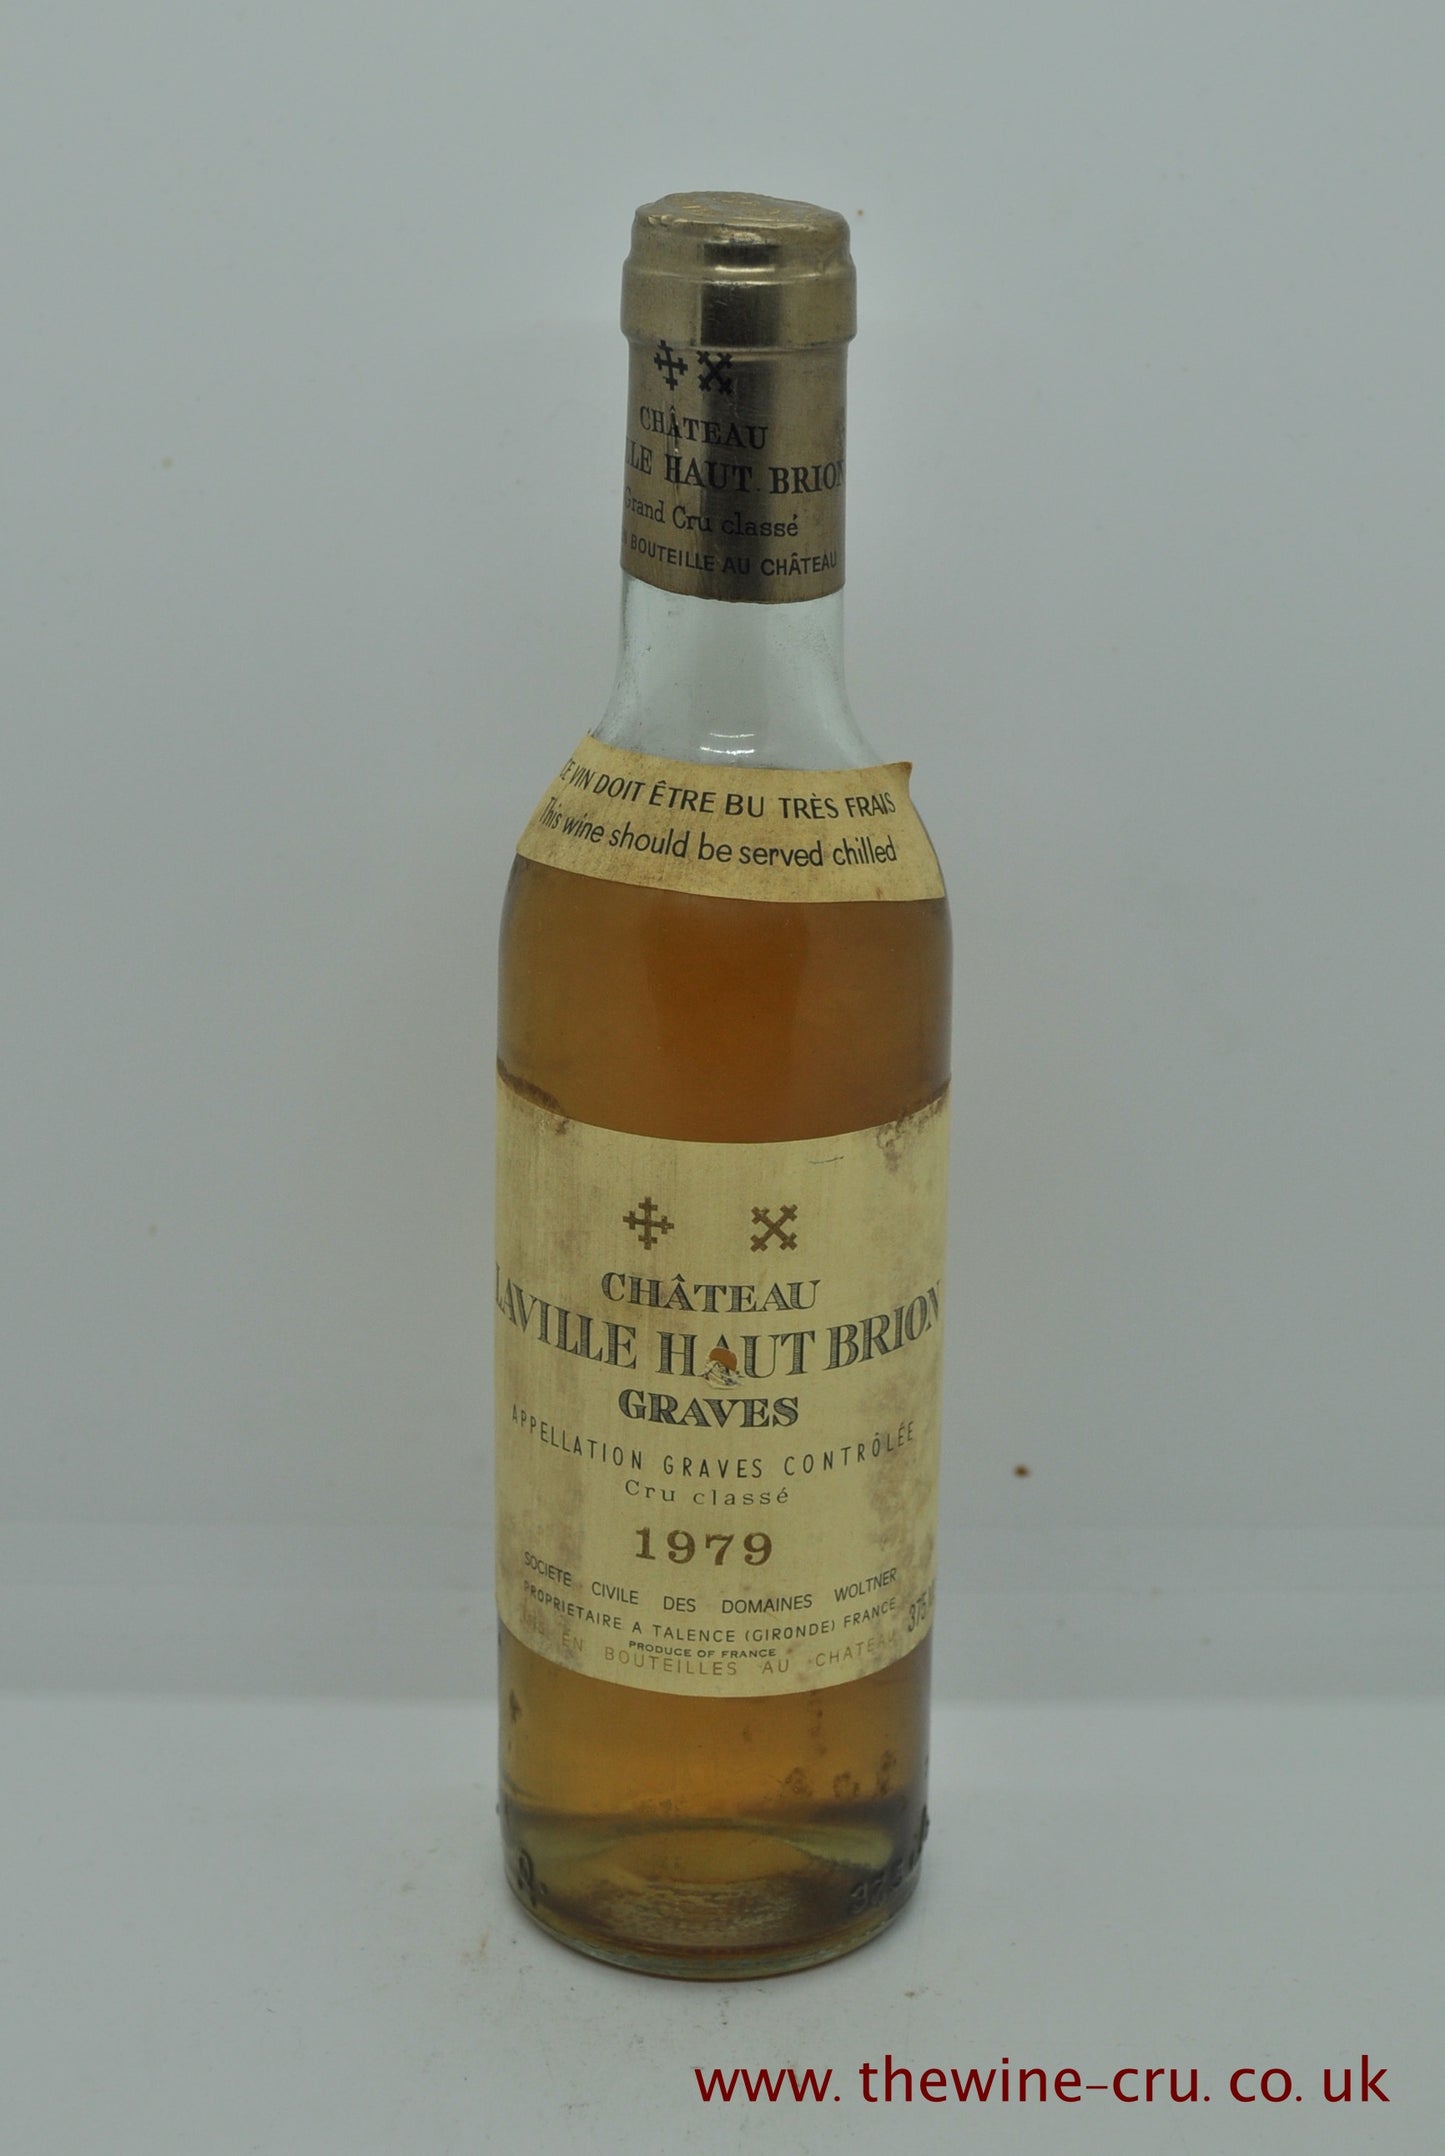 CHÂTEAU
HAUT BRION
Grand Cru classé
BOUTEILLE AU CHÂTEAU
CE VIN DOIT ÊTRE BU TRÈS FRAIS
This wine should be served chilled
CHÂTEAU
LAVILLE HAUT BRION
GRAVES
APPELLATION GRAVES CONTRÔLÉE
Cru classé
1979
SOCIETE CIVILE DES DOMAINES WOLTNER
PROPRIETAIRE A TALENCE (GIRONDE) FRANCE
375
PRODUCE OF FRANCE
EN BOUTEILLES AU CHATEAU
www.thewine-cru.co.uk